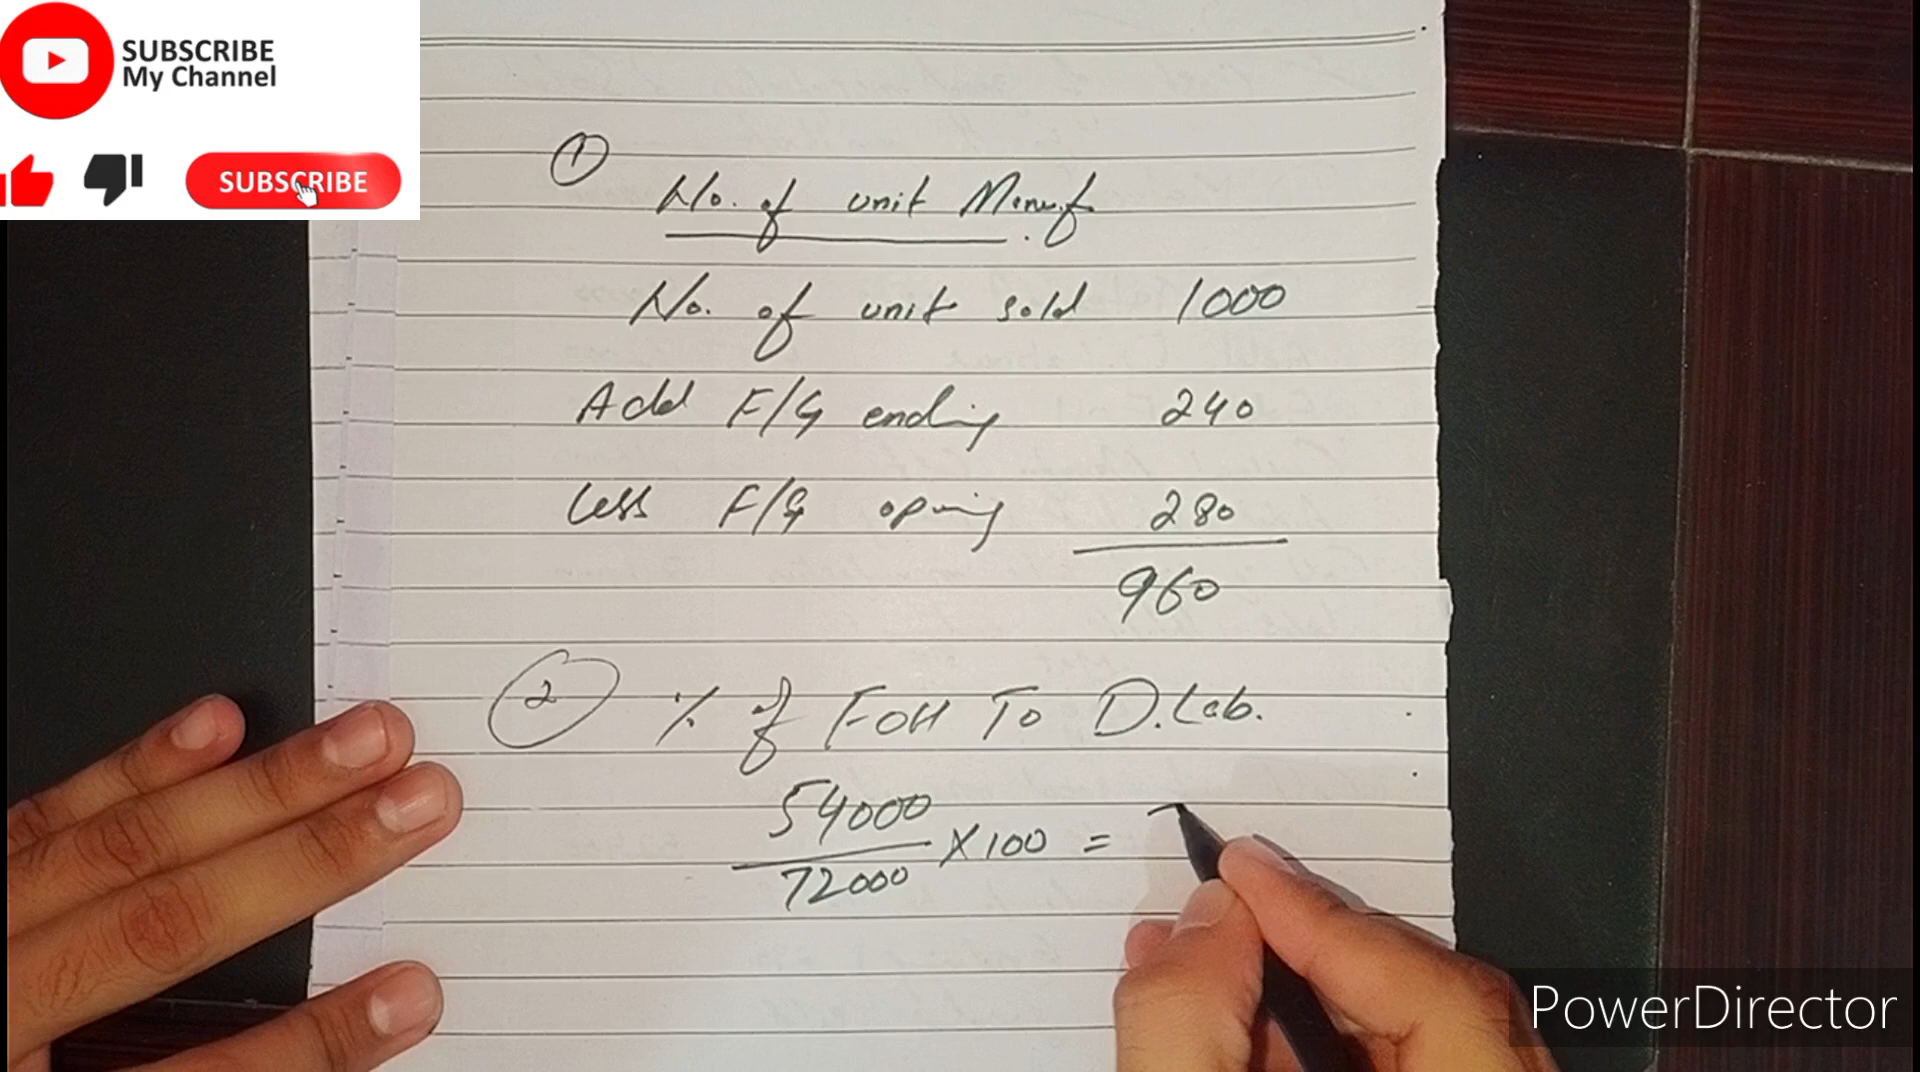 SUBSCRIBE
My Channel
SUBSCRIBE
1
No. of unit Manuf.
No. of unit sold 1000
Add F/G ending 240
Less F/G opning 280
960
2 % of FOH To D.Lab.
54000
72000
X100 =
PowerDirector